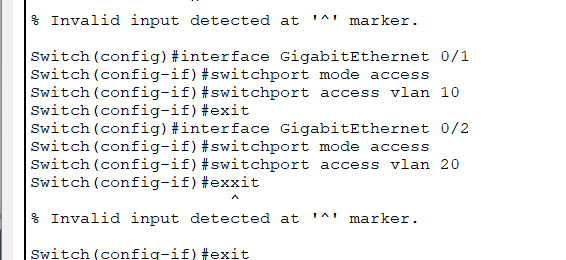 ^
% Invalid input detected at '^' marker.
Switch(config)#interface GigabitEthernet 0/1
Switch(config-if)#switchport mode access
Switch(config-if)#switchport access vlan 10
Switch(config-if)#exit
Switch(config)#interface GigabitEthernet 0/2
Switch(config-if)#switchport mode access
Switch(config-if)#switchport access vlan 20
Switch(config-if)#exxit
^
% Invalid input detected at '^' marker.
Switch(config-if)#exit